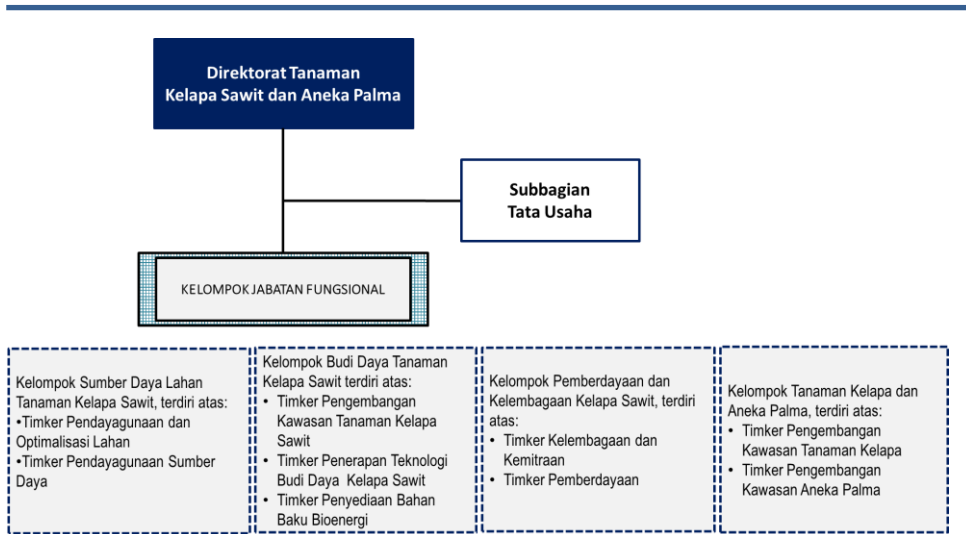 Direktorat Tanaman
Kelapa Sawit dan Aneka Palma
Subbagian
Tata Usaha
KELOMPOK JABATAN FUNGSIONAL
Kelompok Sumber Daya Lahan
Tanaman Kelapa Sawit, terdiri atas:
•Timker Pendayagunaan dan
Optimalisasi Lahan
•Timker Pendayagunaan Sumber
Daya
Kelompok Budi Daya Tanaman
Kelapa Sawit terdiri atas:
• Timker Pengembangan
Kawasan Tanaman Kelapa
Sawit
• Timker Penerapan Teknologi
Budi Daya Kelapa Sawit
• Timker Penyediaan Bahan
Baku Bioenergi
Kelompok Pemberdayaan dan
Kelembagaan Kelapa Sawit, terdiri
atas:
• Timker Kelembagaan dan
Kemitraan
• Timker Pemberdayaan
Kelompok Tanaman Kelapa dan
Aneka Palma, terdiri atas:
• Timker Pengembangan
Kawasan Tanaman Kelapa
• Timker Pengembangan
Kawasan Aneka Palma